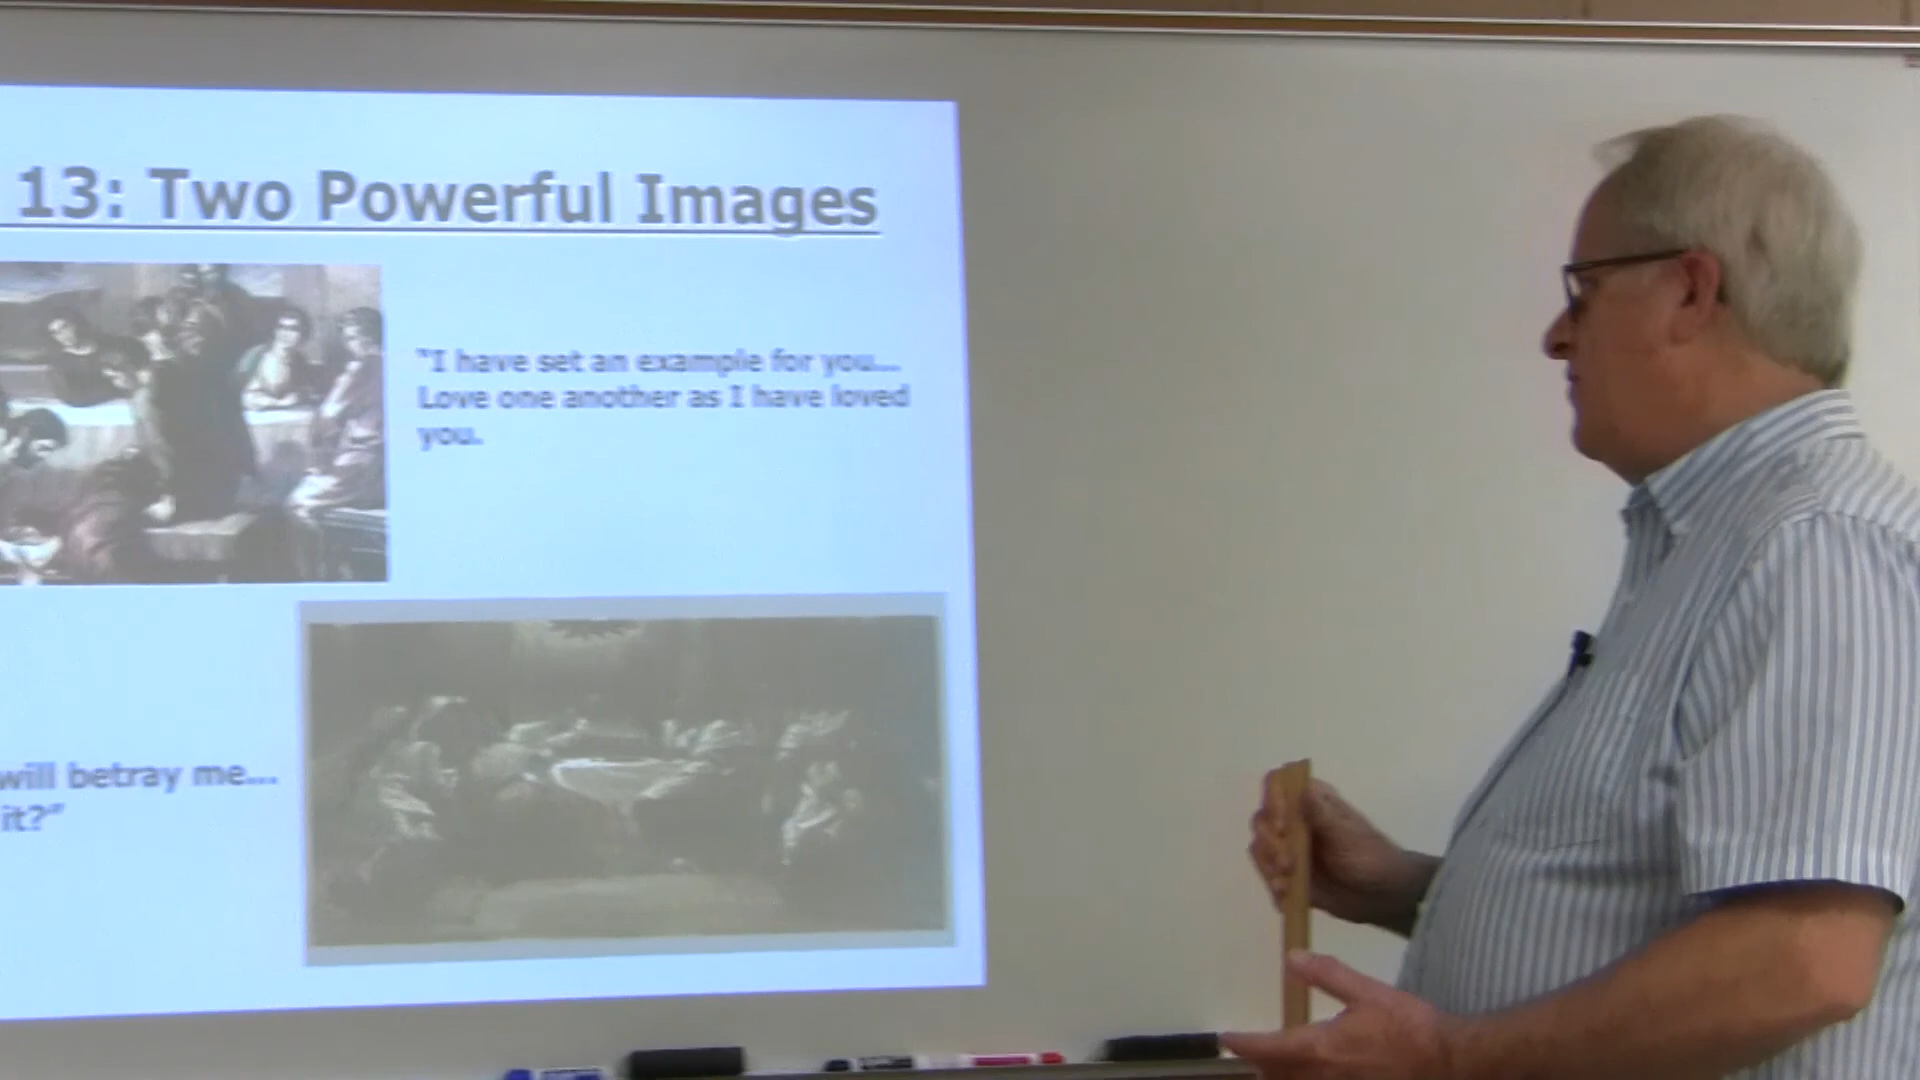 13: Two Powerful Images
"I have set an example for you...
Love one another as I have loved
you.
will betray me...
it?"